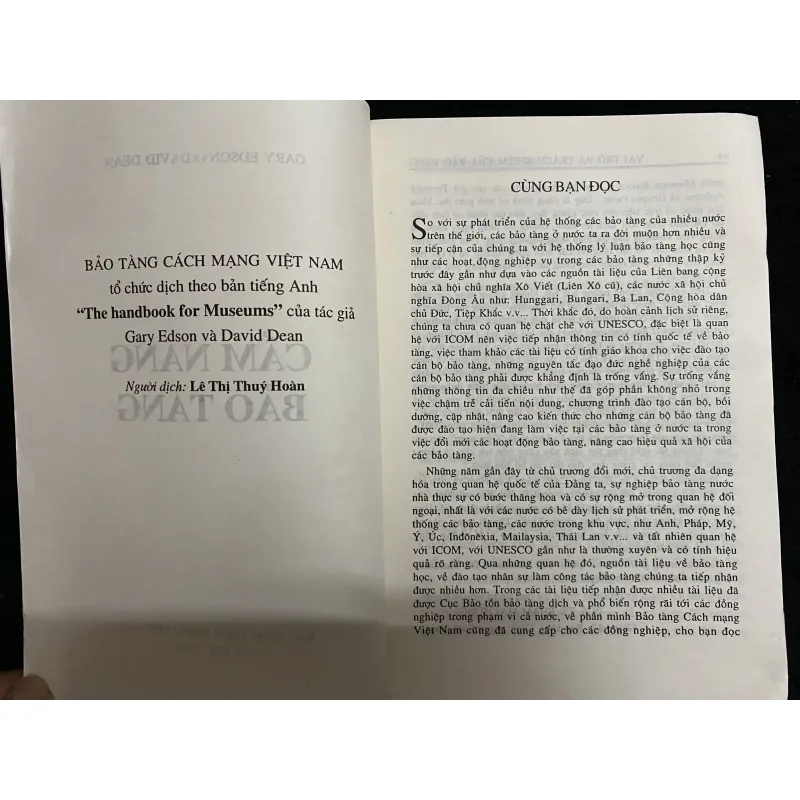 BẢO TÀNG CÁCH MẠNG VIỆT NAM
tổ chức dịch theo bản tiếng Anh
"The handbook for Museums" của tác giả
Gary Edson và David Dean
Người dịch: Lê Thị Thuý Hoàn
CÙNG BẠN ĐỌC
So với sự phát triển của hệ thống các bảo tàng của nhiều nước
trên thế giới, các bảo tàng ở nước ta ra đời muộn hơn nhiều và
sự tiếp cận của chúng ta với hệ thống lý luận bảo tàng học cũng
như các hoạt động nghiệp vụ trong các bảo tàng những thập kỷ
trước đây gần như dựa vào các nguồn tài liệu của Liên bang cộng
hòa xã hội chủ nghĩa Xô Viết (Liên Xô cũ), các nước xã hội chủ
nghĩa Đông Âu như: Hunggari, Bungari, Ba Lan, Cộng hòa dân
chủ Đức, Tiệp Khắc v.v... Thời khắc đó, do hoàn cảnh lịch sử riêng,
chúng ta chưa có quan hệ chặt chẽ với UNESCO, đặc biệt là quan
hệ với ICOM nên việc tiếp nhận thông tin có tính quốc tế về bảo
tàng, việc tham khảo các tài liệu có tính giáo khoa cho việc đào tạo
cán bộ bảo tàng, những nguyên tắc đạo đức nghề nghiệp của các
cán bộ bảo tàng phải được khẳng định là trống vắng. Sự trống vắng
những thông tin đa chiều như thế đã góp phần không nhỏ trong
việc chậm trễ cải tiến nội dung, chương trình đào tạo cán bộ, bồi
dưỡng, cập nhật, nâng cao kiến thức cho những cán bộ bảo tàng đã
được đào tạo hiện đang làm việc tại các bảo tàng ở nước ta trong
việc đổi mới các hoạt động bảo tàng, nâng cao hiệu quả xã hội của
các bảo tàng.
Những năm gần đây từ chủ trương đổi mới, chủ trương đa dạng
hóa trong quan hệ quốc tế của Đảng ta, sự nghiệp bảo tàng nước
nhà thực sự có bước thăng hoa và có sự rộng mở trong quan hệ đối
ngoại, nhất là với các nước có bề dày lịch sử phát triển, mở rộng hệ
thống các bảo tàng, các nước trong khu vực, như Anh, Pháp, Mỹ,
Ý, Úc, Indônêxia, Mailaysia, Thái Lan v.v... và tất nhiên quan hệ
với ICOM, với UNESCO gần như là thường xuyên và có tính hiệu
quả rõ ràng. Qua những quan hệ đó, nguồn tài liệu về bảo tàng
học, về đào tạo nhân sự làm công tác bảo tàng chúng ta tiếp nhận
được nhiều hơn. Trong các tài liệu tiếp nhận được nhiều tài liệu đã
được Cục Bảo tồn bảo tàng dịch và phổ biến rộng rãi tới các đồng
nghiệp trong phạm vi cả nước, về phần mình Bảo tàng Cách mạng
Việt Nam cũng đã cung cấp cho các đồng nghiệp, cho bạn đọc